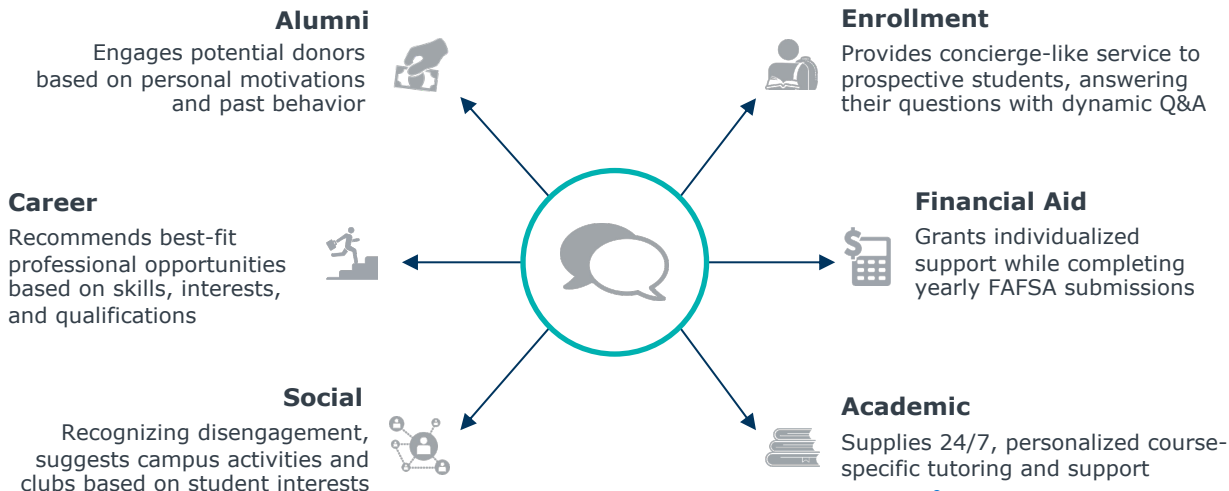 Alumni
Engages potential donors
based on personal motivations
and past behavior
Enrollment
Provides concierge-like service to
prospective students, answering
their questions with dynamic Q&A
Career
Recommends best-fit
professional opportunities
based on skills, interests,
and qualifications
$
Financial Aid
Grants individualized
support while completing
yearly FAFSA submissions
Social
Recognizing disengagement,
suggests campus activities and
clubs based on student interests
Academic
Supplies 24/7, personalized course-
specific tutoring and support